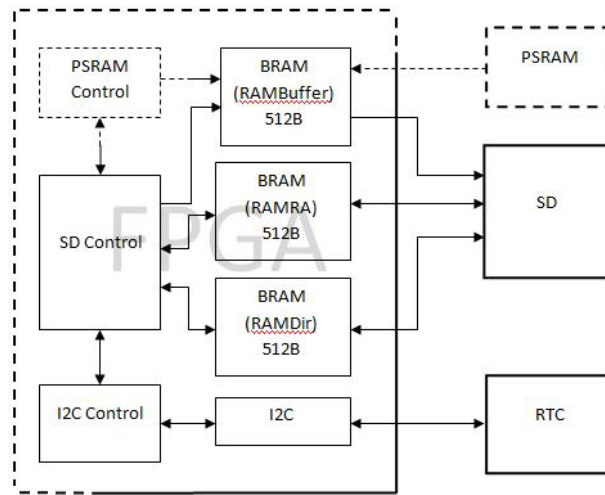 PSRAM
Control
BRAM
(RAMBuffer)
512B
PSRAM
SD Control
BRAM
(RAMRA)
512B
SD
FPGA
BRAM
(RAMDir)
512B
I2C Control
I2C
RTC